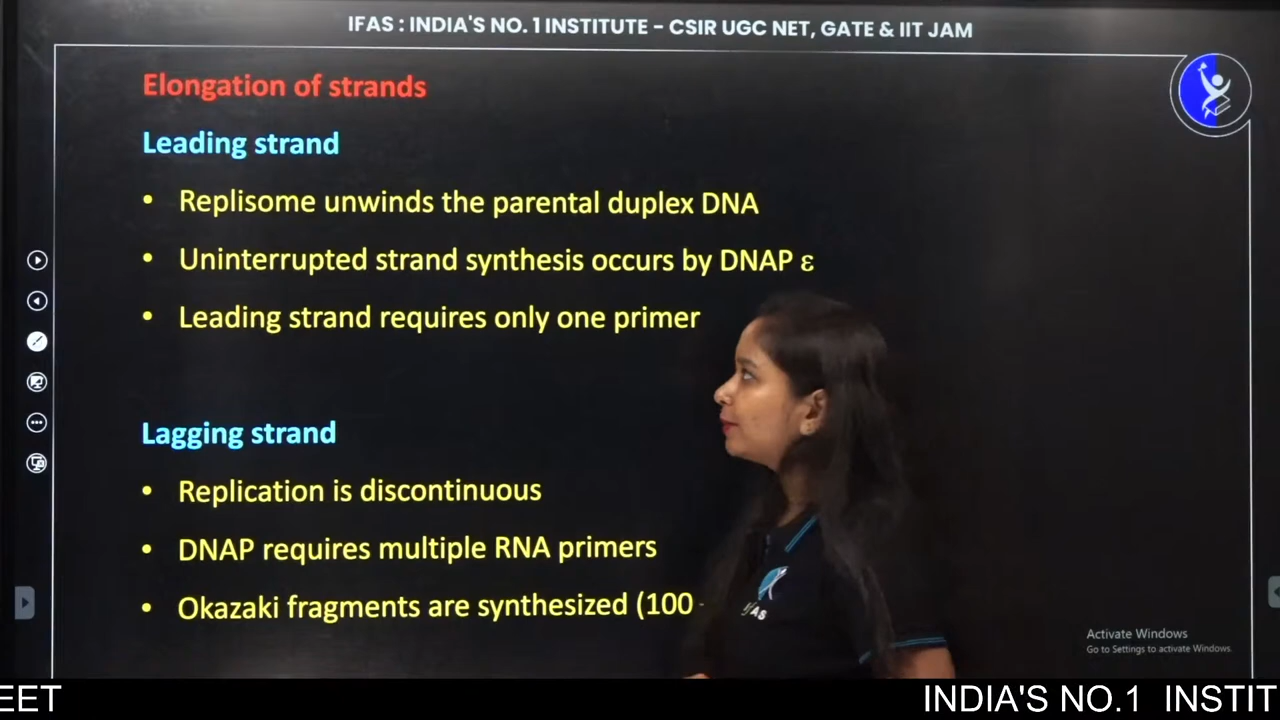 IFAS : INDIA'S NO. 1 INSTITUTE – CSIR UGC NET, GATE & IIT JAM
Elongation of strands
Leading strand
• Replisome unwinds the parental duplex DNA
• Uninterrupted strand synthesis occurs by DNAP ε
• Leading strand requires only one primer
Lagging strand
• Replication is discontinuous
• DNAP requires multiple RNA primers
• Okazaki fragments are synthesized (100 -
IFAS
Activate Windows
Go to Settings to activate Windows.
EET
INDIA'S NO.1 INSTIT